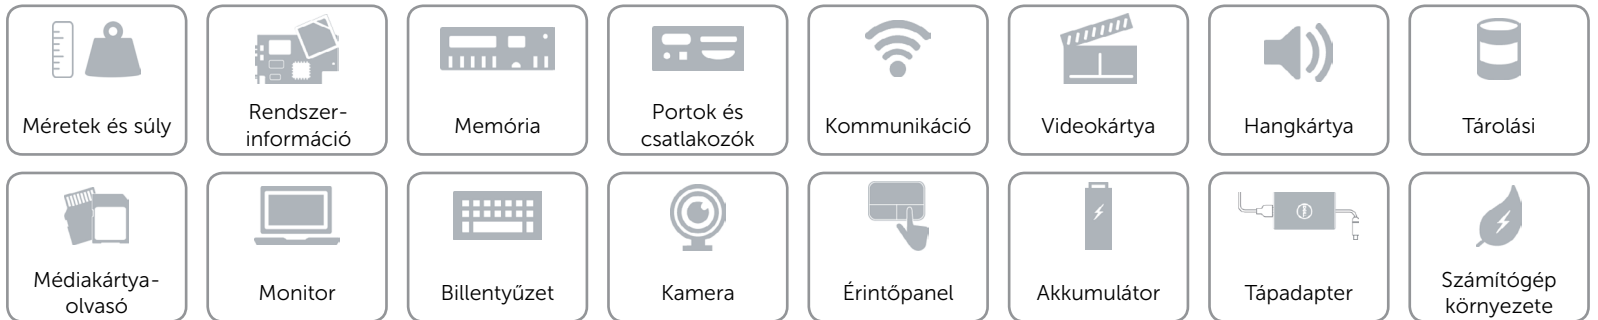 Méretek és súly
Rendszer-
információ
Memória
Portok és
csatlakozók
Kommunikáció
Videokártya
Hangkártya
Tárolási
Médiakártya-
olvasó
Monitor
Billentyűzet
Kamera
Érintőpanel
Akkumulátor
Tápadapter
Számítógép
környezete